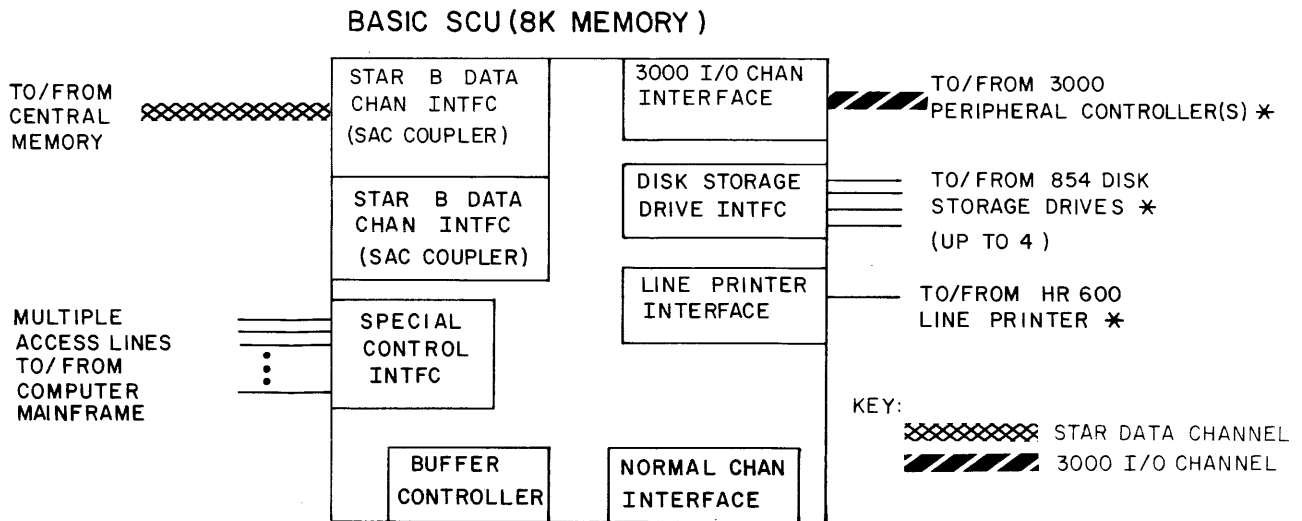 BASIC SCU (8K MEMORY)
TO/FROM
CENTRAL
MEMORY
STAR B DATA
CHAN INTFC
(SAC COUPLER)
STAR B DATA
CHAN INTFC
(SAC COUPLER)
MULTIPLE
ACCESS LINES
TO/FROM
COMPUTER
MAINFRAME
SPECIAL
CONTROL
INTFC
BUFFER
CONTROLLER
3000 I/O CHAN
INTERFACE
TO/FROM 3000
PERIPHERAL CONTROLLER(S) *
DISK STORAGE
DRIVE INTFC
TO/FROM 854 DISK
STORAGE DRIVES *
(UP TO 4)
LINE PRINTER
INTERFACE
TO/FROM HR 600
LINE PRINTER *
NORMAL CHAN
INTERFACE
KEY:
STAR DATA CHANNEL
3000 I/O CHANNEL